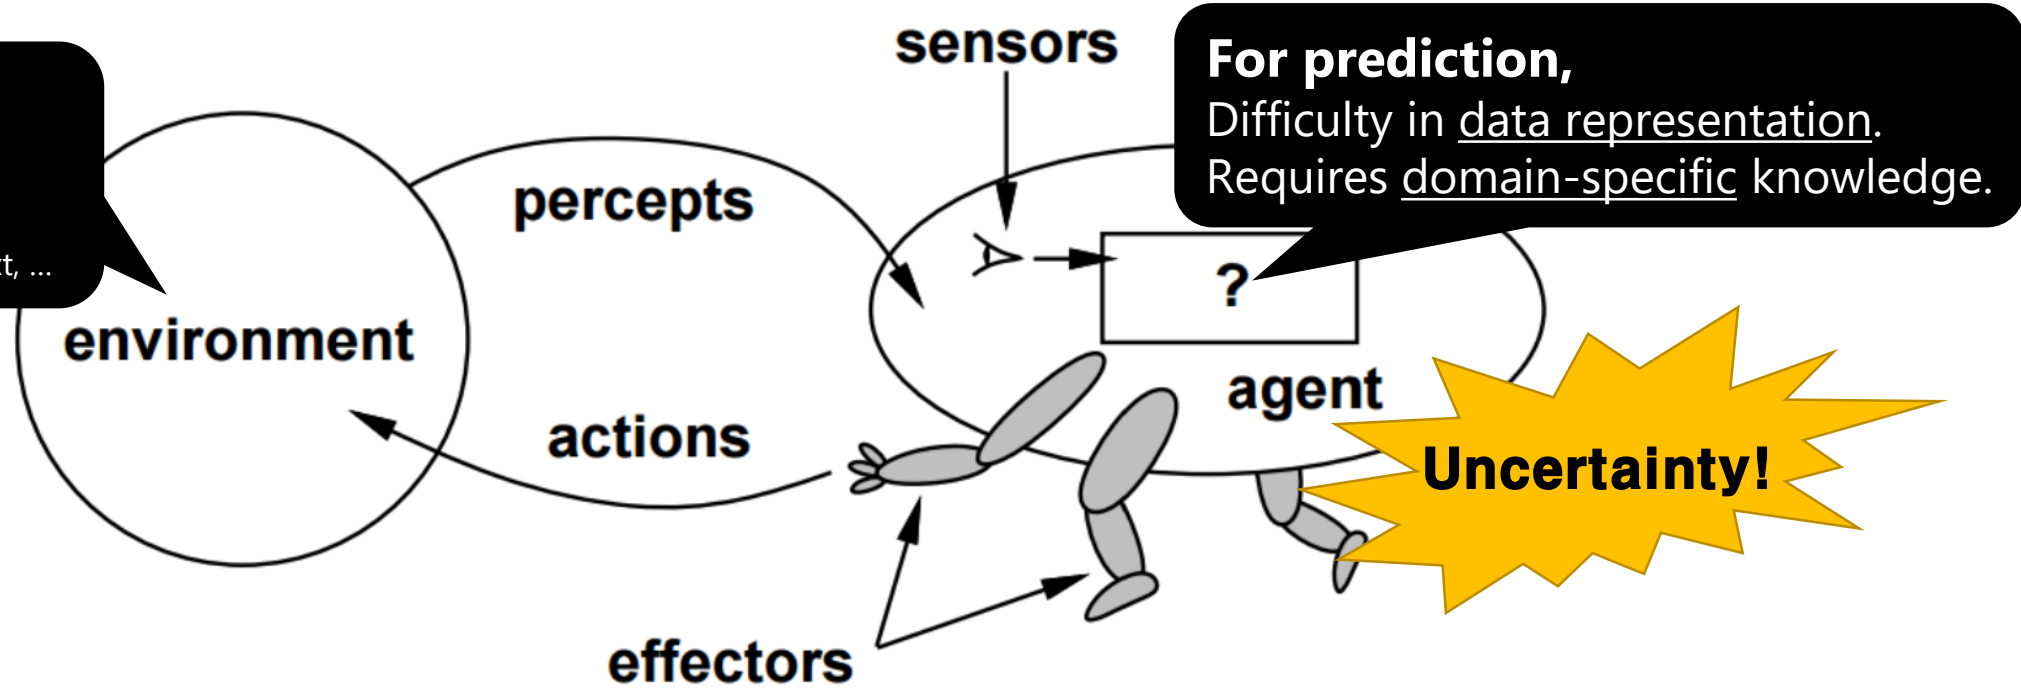 sensors
For prediction,
Difficulty in data representation.
Requires domain-specific knowledge.
percepts
, ...
?
environment
agent
actions
Uncertainty!
effectors